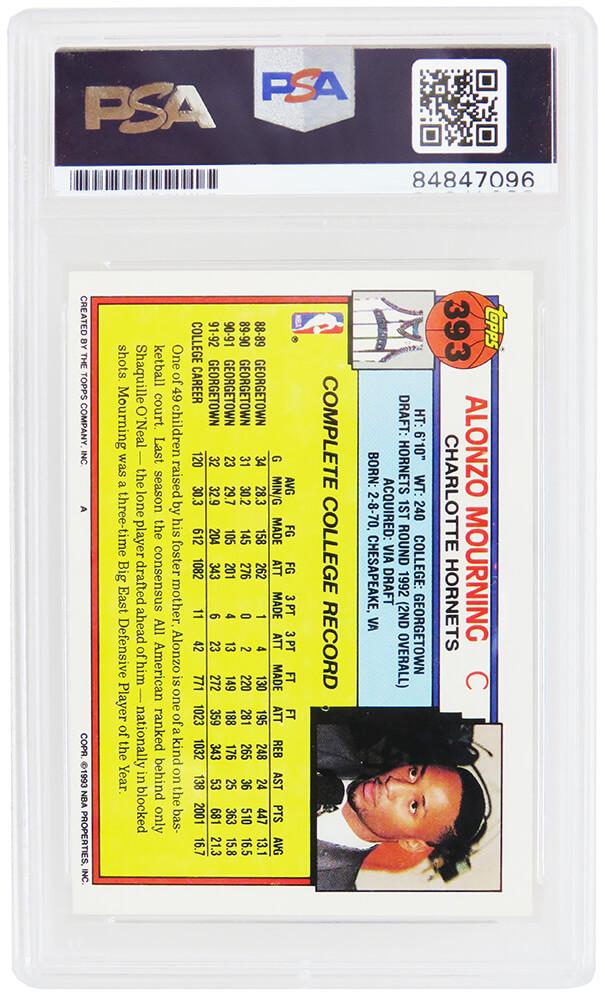 PSA
PSA
84847096
TOPPS®
393
ALONZO MOURNING C
CHARLOTTE HORNETS
HT: 6'10" WT: 240 COLLEGE: GEORGETOWN
DRAFT: HORNETS 1ST ROUND 1992 (2ND OVERALL)
ACQUIRED: VIA DRAFT
BORN: 2-8-70, CHESAPEAKE, VA
NBA ®
COMPLETE COLLEGE RECORD
AVG FG FG 3 PT 3 PT FT FT
G MIN/G MADE ATT MADE ATT MADE ATT REB AST PTS AVG
88-89 GEORGETOWN 34 28.3 158 262 1 4 130 195 248 24 447 13.1
89-90 GEORGETOWN 31 30.2 145 276 0 2 220 281 265 36 510 16.5
90-91 GEORGETOWN 23 29.7 105 201 4 13 149 188 176 25 363 15.8
91-92 GEORGETOWN 32 32.9 204 343 6 23 272 359 343 53 681 21.3
COLLEGE CAREER 120 30.3 612 1082 11 42 771 1023 1032 138 2001 16.7
One of 49 children raised by his foster mother, Alonzo is one of a kind on the bas-
ketball court. Last season the consensus All American ranked behind only
Shaquille O'Neal — the lone player drafted ahead of him — nationally in blocked
shots. Mourning was a three-time Big East Defensive Player of the Year.
CREATED BY THE TOPPS COMPANY, INC. A COPR. ©1993 NBA PROPERTIES, INC.